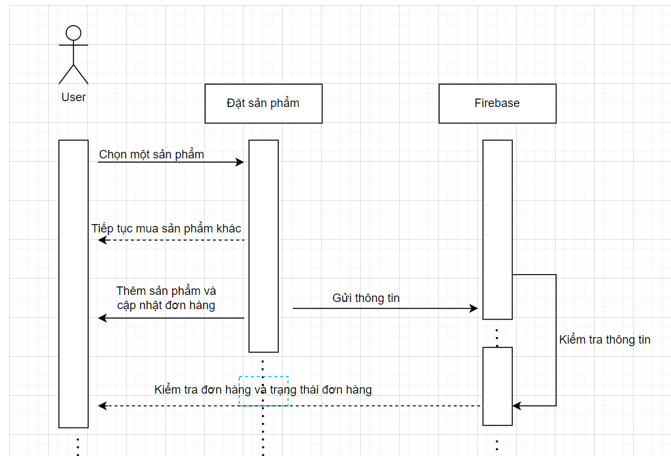 User
Đặt sản phẩm
Firebase
Chọn một sản phẩm
Tiếp tục mua sản phẩm khác
Thêm sản phẩm và
cập nhật đơn hàng
Gửi thông tin
Kiểm tra thông tin
Kiểm tra đơn hàng và trạng thái đơn hàng